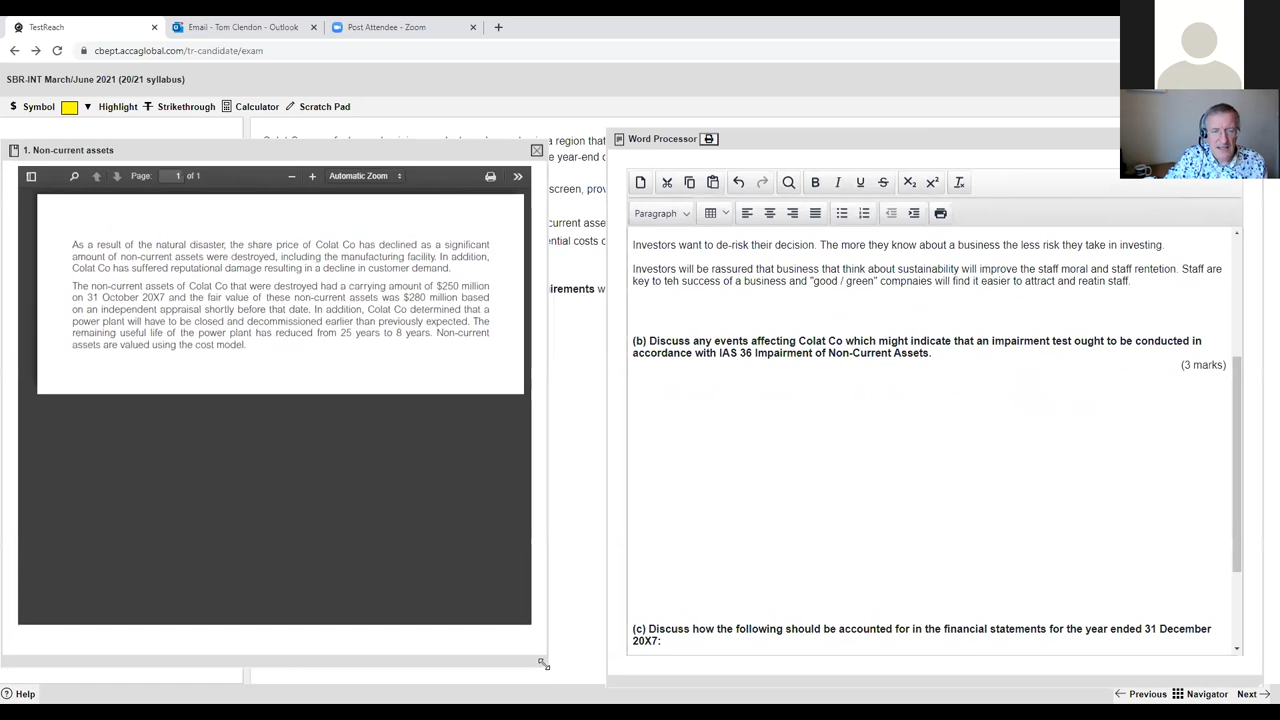 TestReach
Email - Tom Clendon - Outlook
Post Attendee - Zoom
cbept.accaglobal.com/tr-candidate/exam
SBR-INT March/June 2021 (20/21 syllabus)
$ Symbol
Highlight
Strikethrough
Calculator
Scratch Pad
1. Non-current assets
Page: 1 of 1
Automatic Zoom
As a result of the natural disaster, the share price of Colat Co has declined as a significant
amount of non-current assets were destroyed, including the manufacturing facility. In addition,
Colat Co has suffered reputational damage resulting in a decline in customer demand.
The non-current assets of Colat Co that were destroyed had a carrying amount of $250 million
on 31 October 20X7 and the fair value of these non-current assets was $280 million based
on an independent appraisal shortly before that date. In addition, Colat Co determined that a
power plant will have to be closed and decommissioned earlier than previously expected. The
remaining useful life of the power plant has reduced from 25 years to 8 years. Non-current
assets are valued using the cost model.
a region that
e year-end
screen, prov
current asse
ential costs
irements w
Word Processor
Paragraph
Investors want to de-risk their decision. The more they know about a business the less risk they take in investing.
Investors will be rassured that business that think about sustainability will improve the staff moral and staff rentetion. Staff are
key to teh success of a business and "good / green" compnaies will find it easier to attract and reatin staff.
(b) Discuss any events affecting Colat Co which might indicate that an impairment test ought to be conducted in
accordance with IAS 36 Impairment of Non-Current Assets.
(3 marks)
(c) Discuss how the following should be accounted for in the financial statements for the year ended 31 December
20X7:
Help
Previous
Navigator
Next